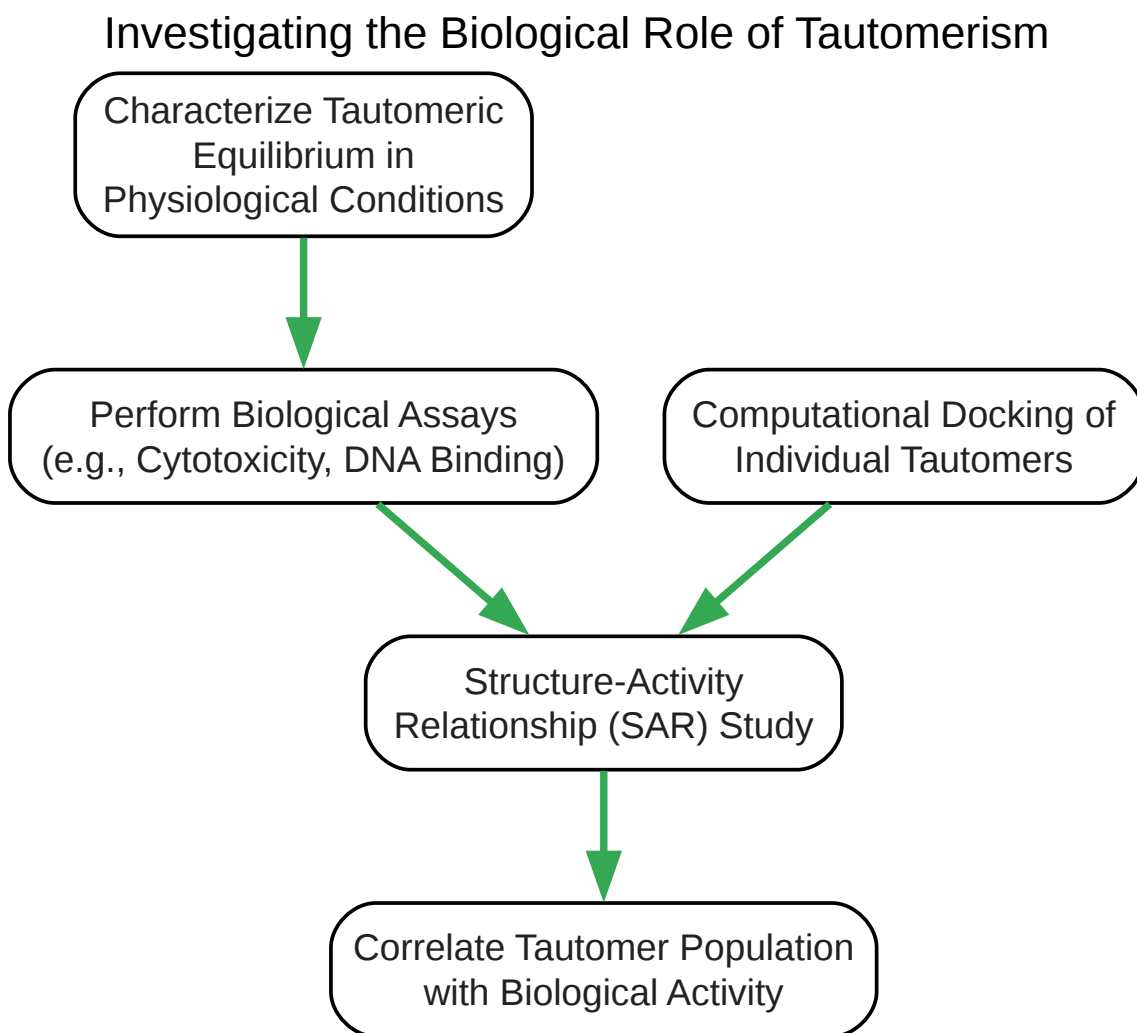 Investigating the Biological Role of Tautomerism
Characterize Tautomeric
Equilibrium in
Physiological Conditions
Perform Biological Assays
(e.g., Cytotoxicity, DNA Binding)
Computational Docking of
Individual Tautomers
Structure-Activity
Relationship (SAR) Study
Correlate Tautomer Population
with Biological Activity